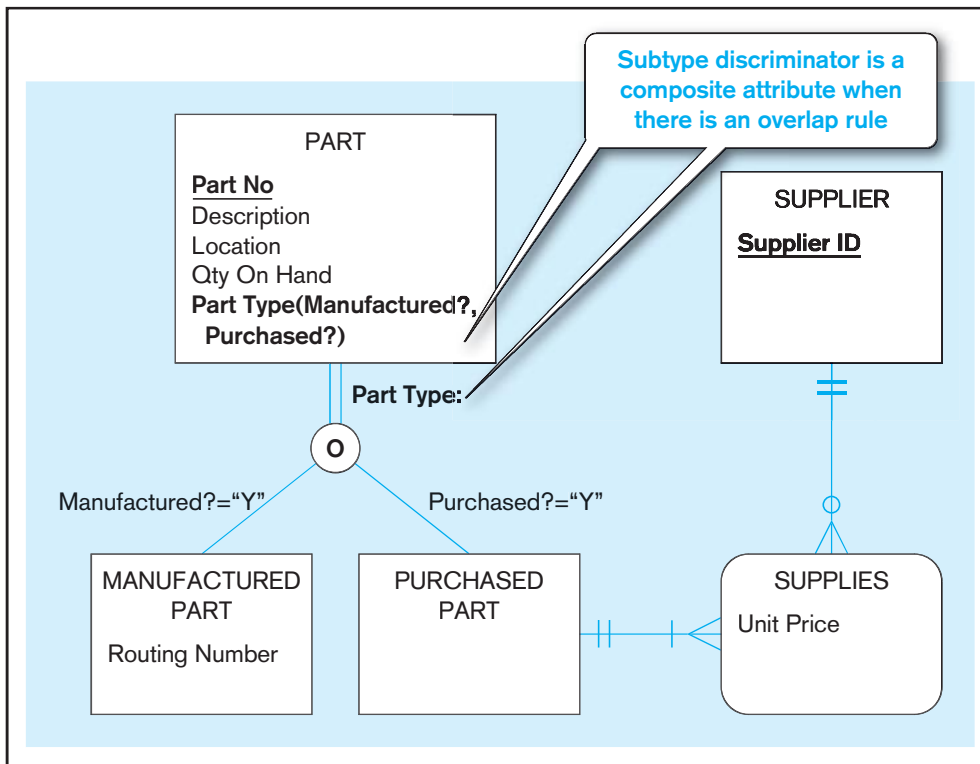 Subtype discriminator is a
composite attribute when
there is an overlap rule
PART
Part No
Description
Location
Qty On Hand
Part Type(Manufactured?,
Purchased?)
SUPPLIER
Supplier ID
Part Type:
O
Manufactured?="Y"
Purchased?="Y"
MANUFACTURED
PART
Routing Number
PURCHASED
PART
SUPPLIES
Unit Price